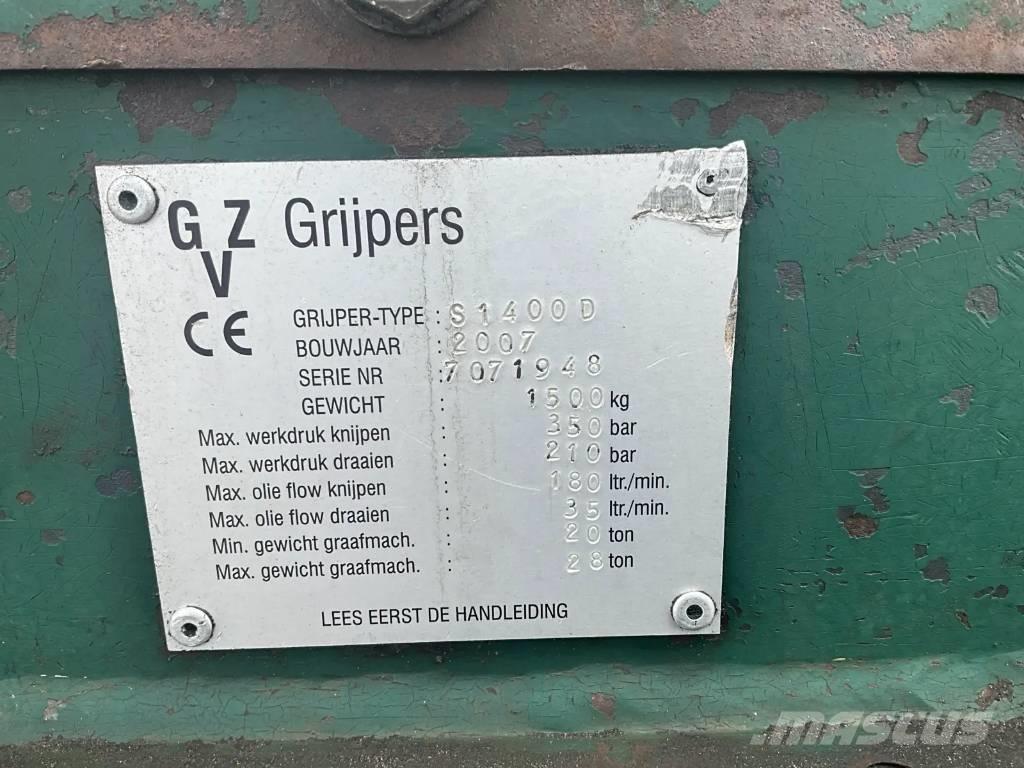 GVZ Grijpers
CE
GRIJPER-TYPE : S1400D
BOUWJAAR : 2007
SERIE NR : 7071948
GEWICHT : 1500 kg
Max. werkdruk knijpen : 350 bar
Max. werkdruk draaien : 210 bar
Max. olie flow knijpen : 180 ltr./min.
Max. olie flow draaien : 35 ltr./min.
Min. gewicht graafmach. : 20 ton
Max. gewicht graafmach. : 28 ton
LEES EERST DE HANDLEIDING
MASCUS